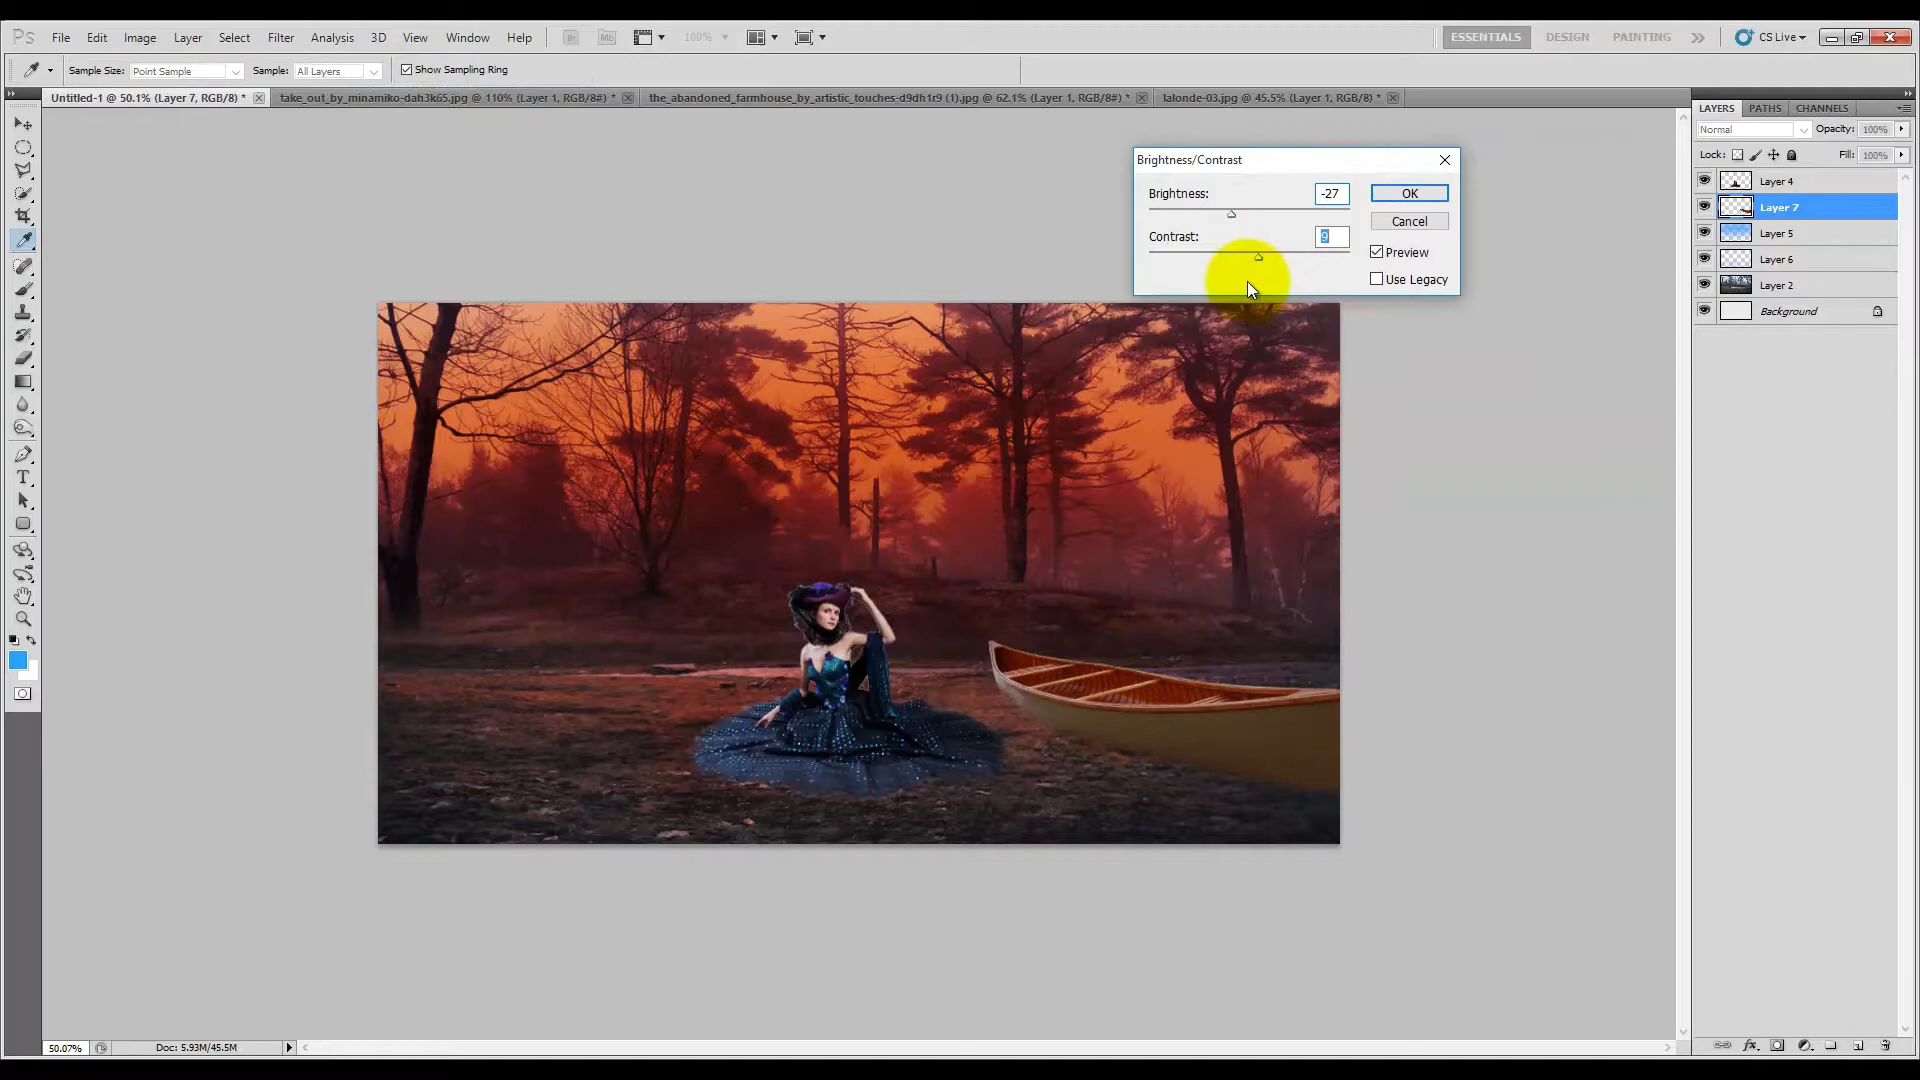 Ps File Edit Image Layer Select Filter Analysis 3D View Window Help Br Mb 100% ESSENTIALS DESIGN PAINTING CS Live
Sample Size: Point Sample Sample: All Layers Show Sampling Ring
Untitled-1 @ 50.1% (Layer 7, RGB/8) * take_out_by_minamiko-dah3k65.jpg @ 110% (Layer 1, RGB/8#) * the_abandoned_farmhouse_by_artistic_touches-d9dh1r9 (1).jpg @ 62.1% (Layer 1, RGB/8#) * lalonde-03.jpg @ 45.5% (Layer 1, RGB/8) *
LAYERS PATHS CHANNELS
Normal Opacity: 100%
Lock: Fill: 100%
Layer 4
Layer 7
Layer 5
Layer 6
Layer 2
Background
Brightness/Contrast
Brightness: -27 OK
Cancel
Contrast: 9
Preview
Use Legacy
T
50.07% Doc: 5.93M/45.5M
fx